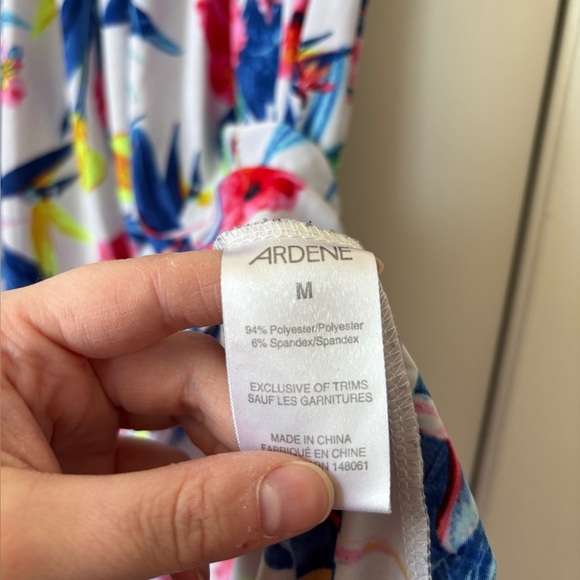 ARDENE
M
94% Polyester/Polyester
6% Spandex/Spandex
EXCLUSIVE OF TRIMS
SAUF LES GARNITURES
MADE IN CHINA
FABRIQUÉ EN CHINE
148061